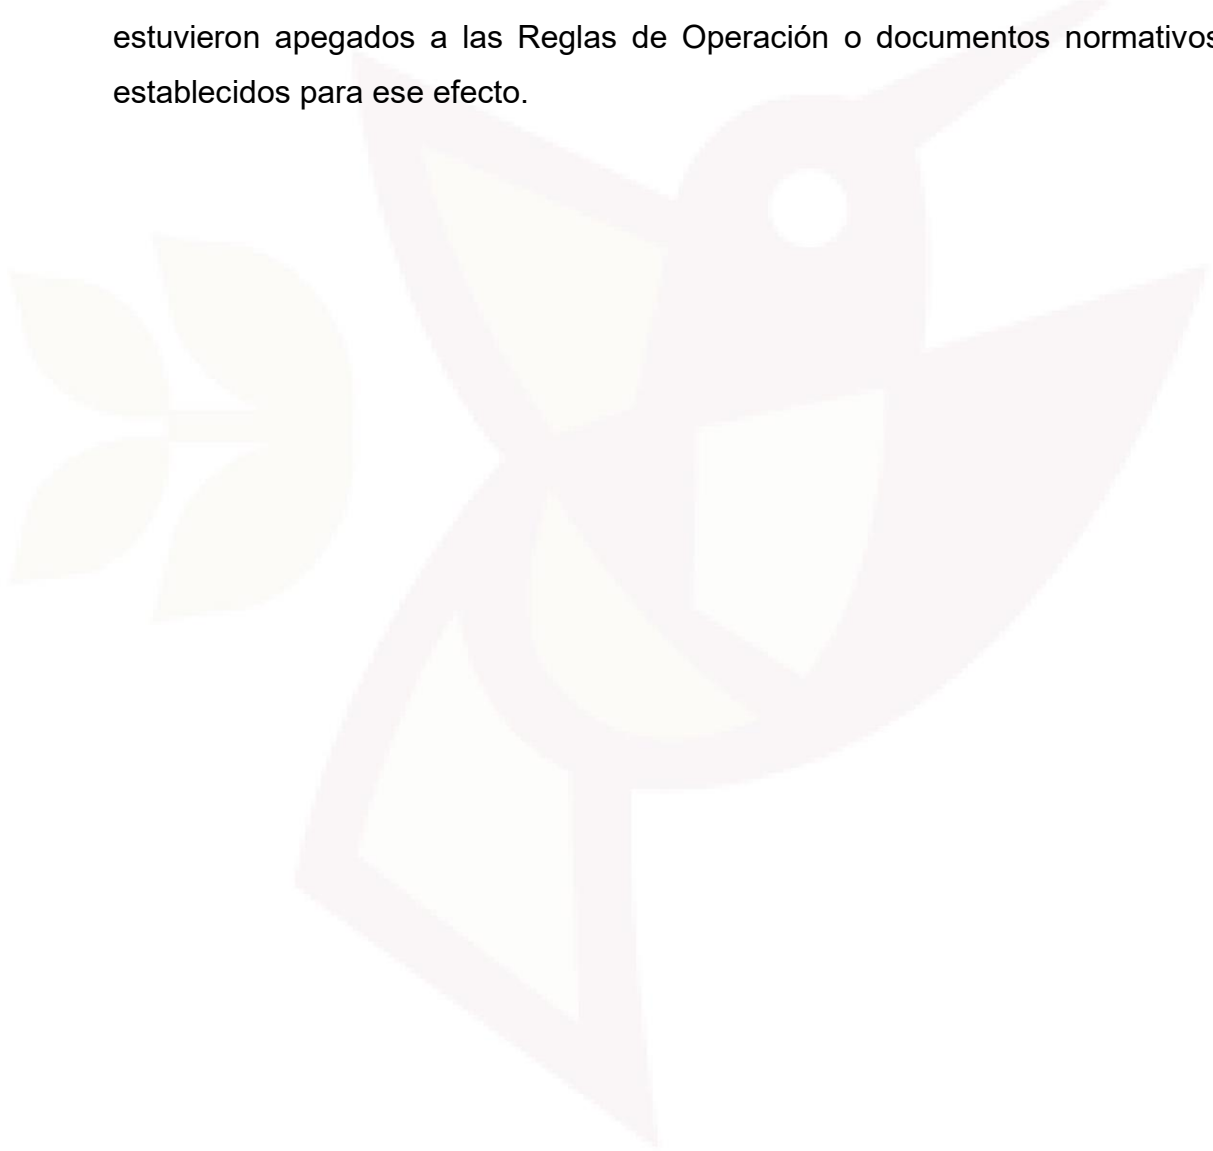 estuvieron apegados a las Reglas de Operación o documentos normativos
establecidos para ese efecto.